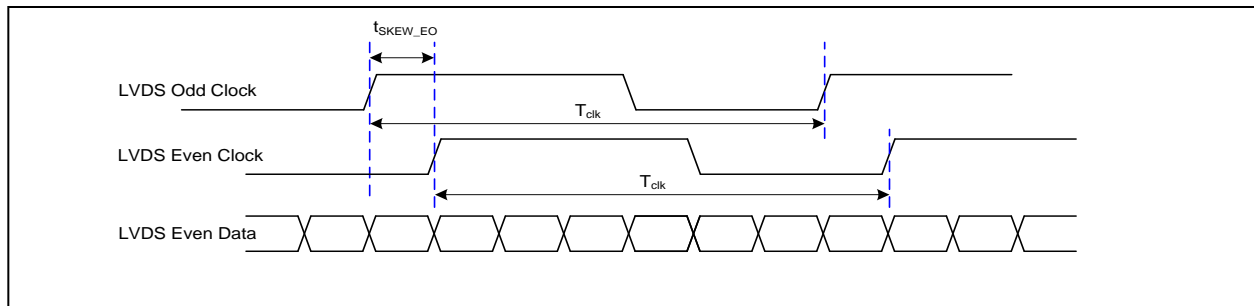 tSKEW_EO
LVDS Odd Clock
Tclk
LVDS Even Clock
Tclk
LVDS Even Data